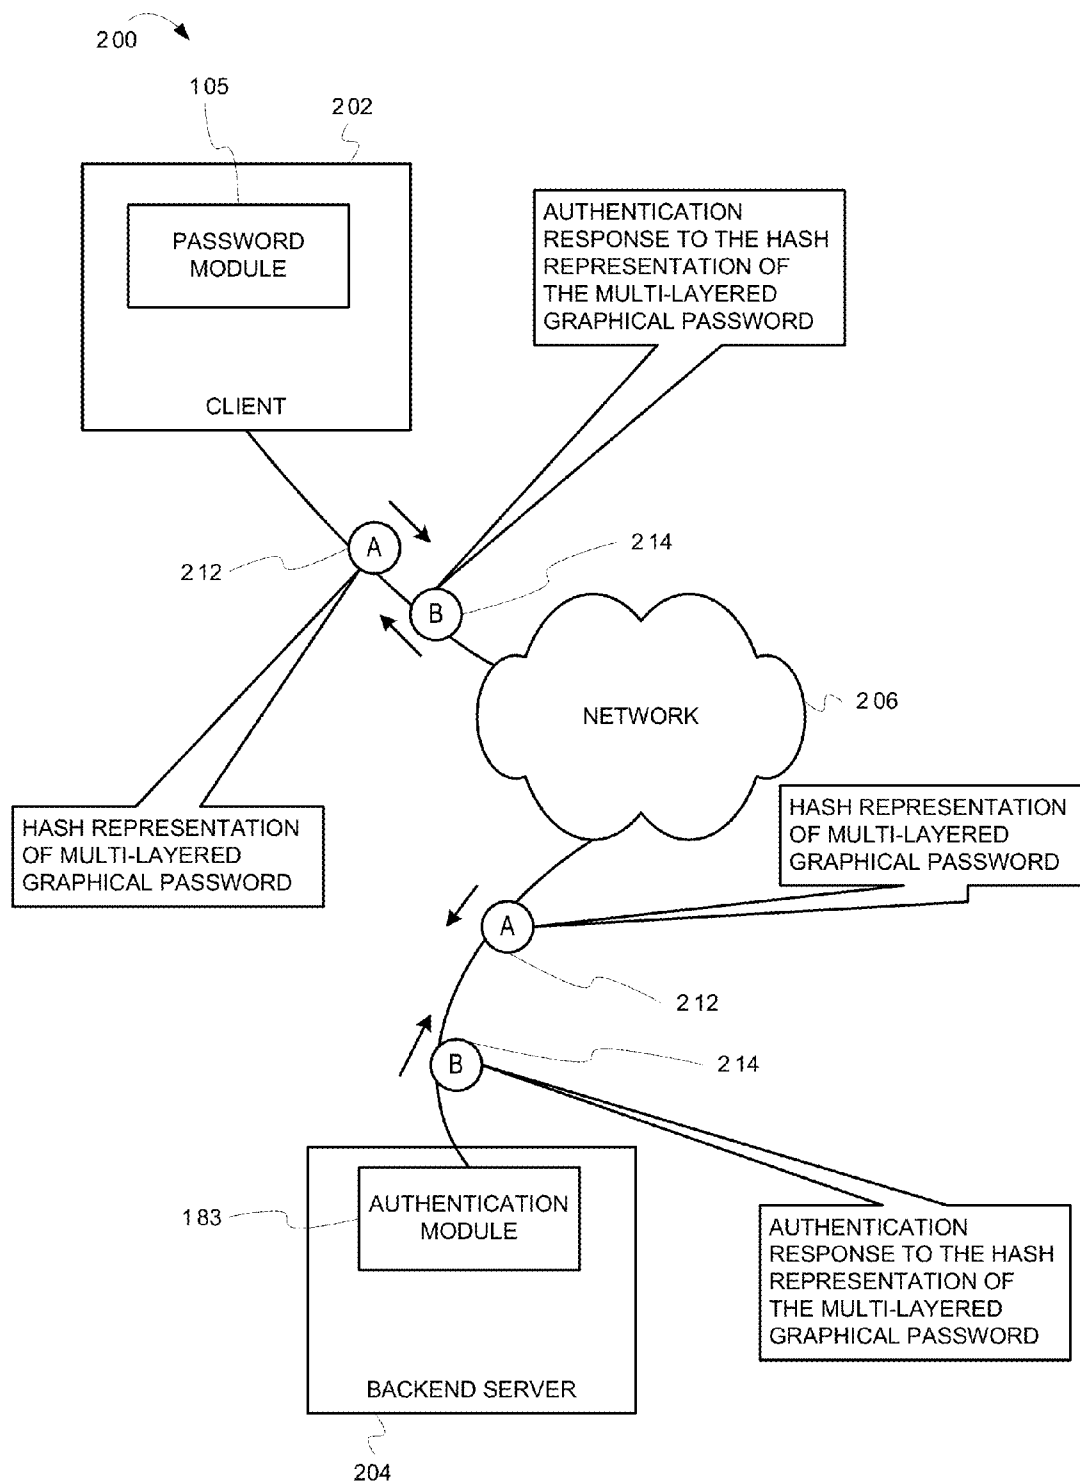 200
105
202
PASSWORD
MODULE
CLIENT
AUTHENTICATION
RESPONSE TO THE HASH
REPRESENTATION OF
THE MULTI-LAYERED
GRAPHICAL PASSWORD
A
212
B
214
NETWORK
206
HASH REPRESENTATION
OF MULTI-LAYERED
GRAPHICAL PASSWORD
HASH REPRESENTATION
OF MULTI-LAYERED
GRAPHICAL PASSWORD
A
212
B
214
AUTHENTICATION
MODULE
183
BACKEND SERVER
204
AUTHENTICATION
RESPONSE TO THE HASH
REPRESENTATION OF
THE MULTI-LAYERED
GRAPHICAL PASSWORD